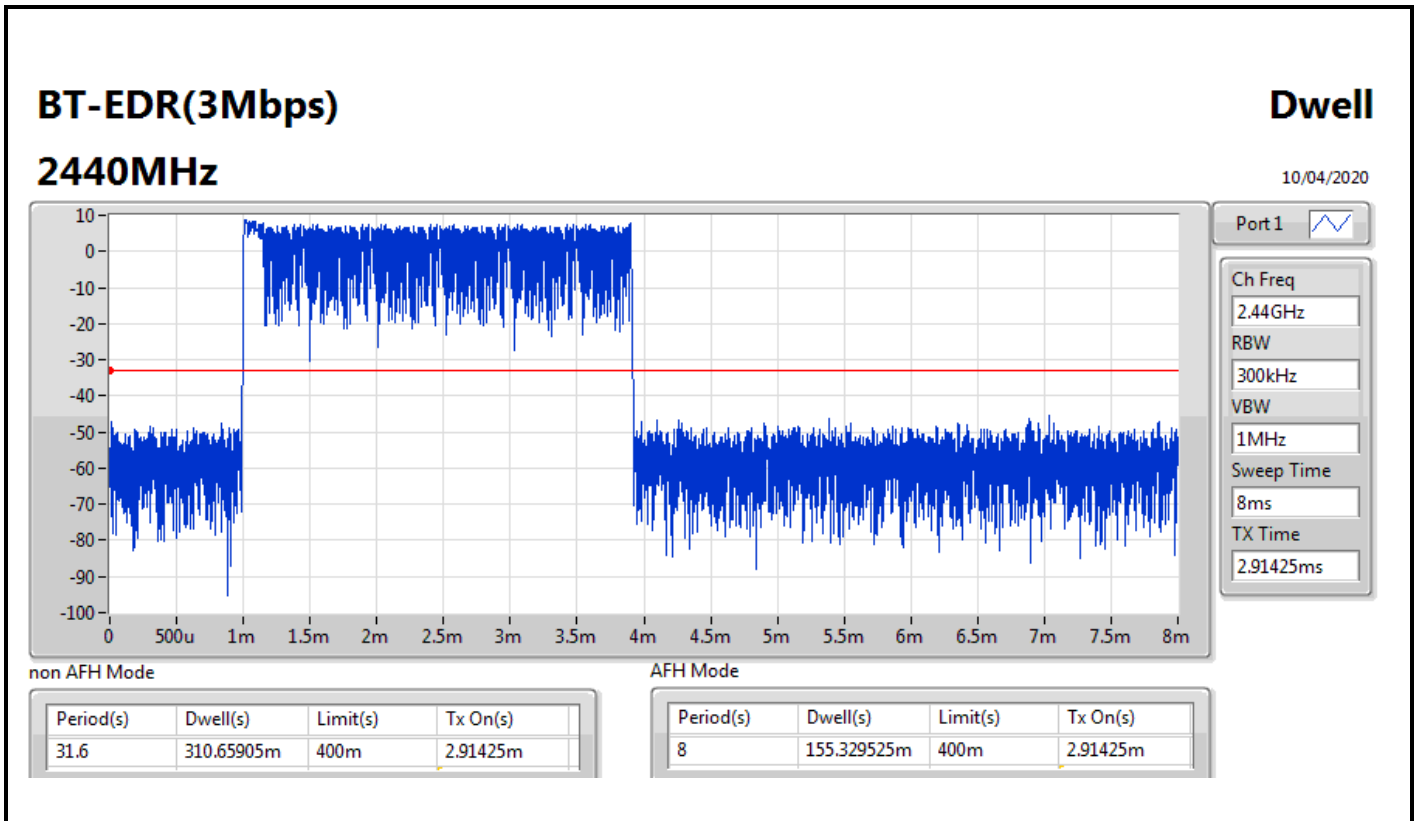 BT-EDR(3Mbps) Dwell
2440MHz 10/04/2020
Port 1
10
0
-10
-20
-30
-40
-50
-60
-70
-80
-90
-100
0 500u 1m 1.5m 2m 2.5m 3m 3.5m 4m 4.5m 5m 5.5m 6m 6.5m 7m 7.5m 8m
Ch Freq
2.44GHz
RBW
300kHz
VBW
1MHz
Sweep Time
8ms
TX Time
2.91425ms
non AFH Mode
Period(s) Dwell(s) Limit(s) Tx On(s)
31.6 310.65905m 400m 2.91425m
AFH Mode
Period(s) Dwell(s) Limit(s) Tx On(s)
8 155.329525m 400m 2.91425m